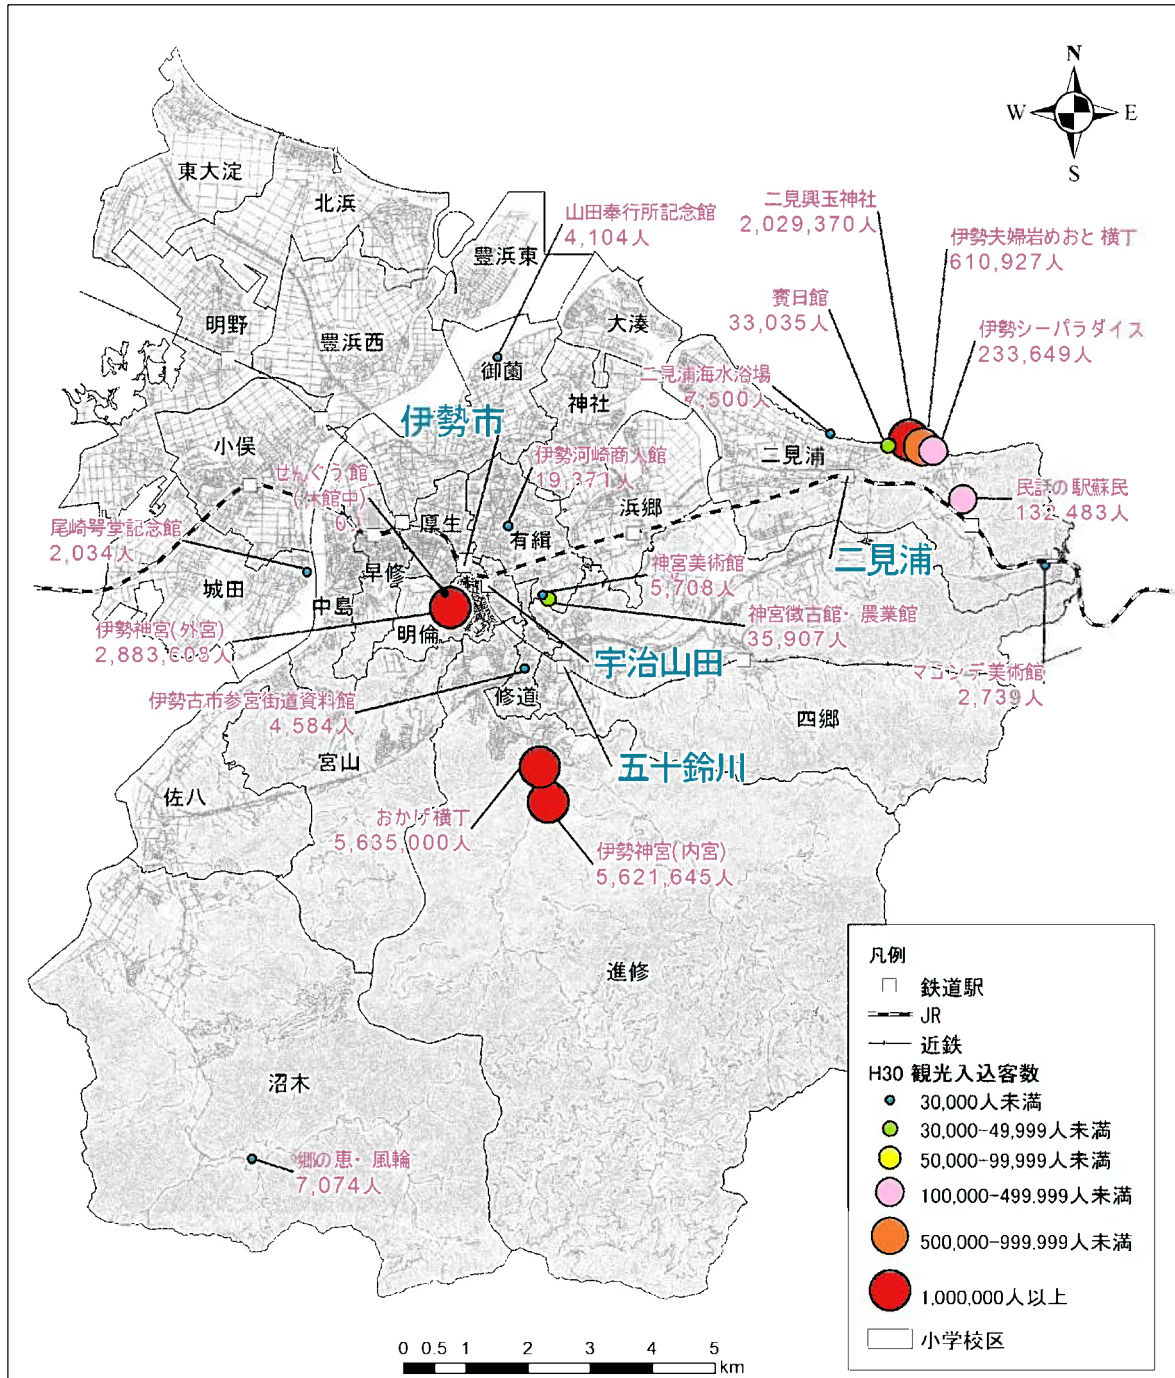 N
W
E
S
東大淀
北浜
豊浜東
山田奉行所記念館
4,104人
二見興玉神社
2,029,370人
伊勢夫婦岩めおと横丁
610,927人
賓日館
33,035人
伊勢シーパラダイス
233,649人
明野
豊浜西
大湊
御薗
神社
二見浦海水浴場
7,500人
伊勢市
小俣
二見浦
せんぐう館
(休館中)
0人
伊勢河崎商人館
19,371人
民話の駅蘇民
132,483人
尾崎咢堂記念館
2,034人
厚生
有緝
浜郷
二見浦
城田
早修
中島
神宮美術館
5,708人
神宮徴古館・農業館
35,907人
伊勢神宮(外宮)
2,883,608人
明倫
宇治山田
マコンデ美術館
2,739人
伊勢古市参宮街道資料館
4,584人
修道
四郷
宮山
五十鈴川
佐八
おかげ横丁
5,635,000人
伊勢神宮(内宮)
5,621,645人
進修
沼木
郷の恵・風輪
7,074人
凡例
鉄道駅
JR
近鉄
H30 観光入込客数
30,000人未満
30,000-49,999人未満
50,000-99,999人未満
100,000-499.999人未満
500,000-999.999人未満
1,000,000人以上
小学校区
0 0.5 1 2 3 4 5
km